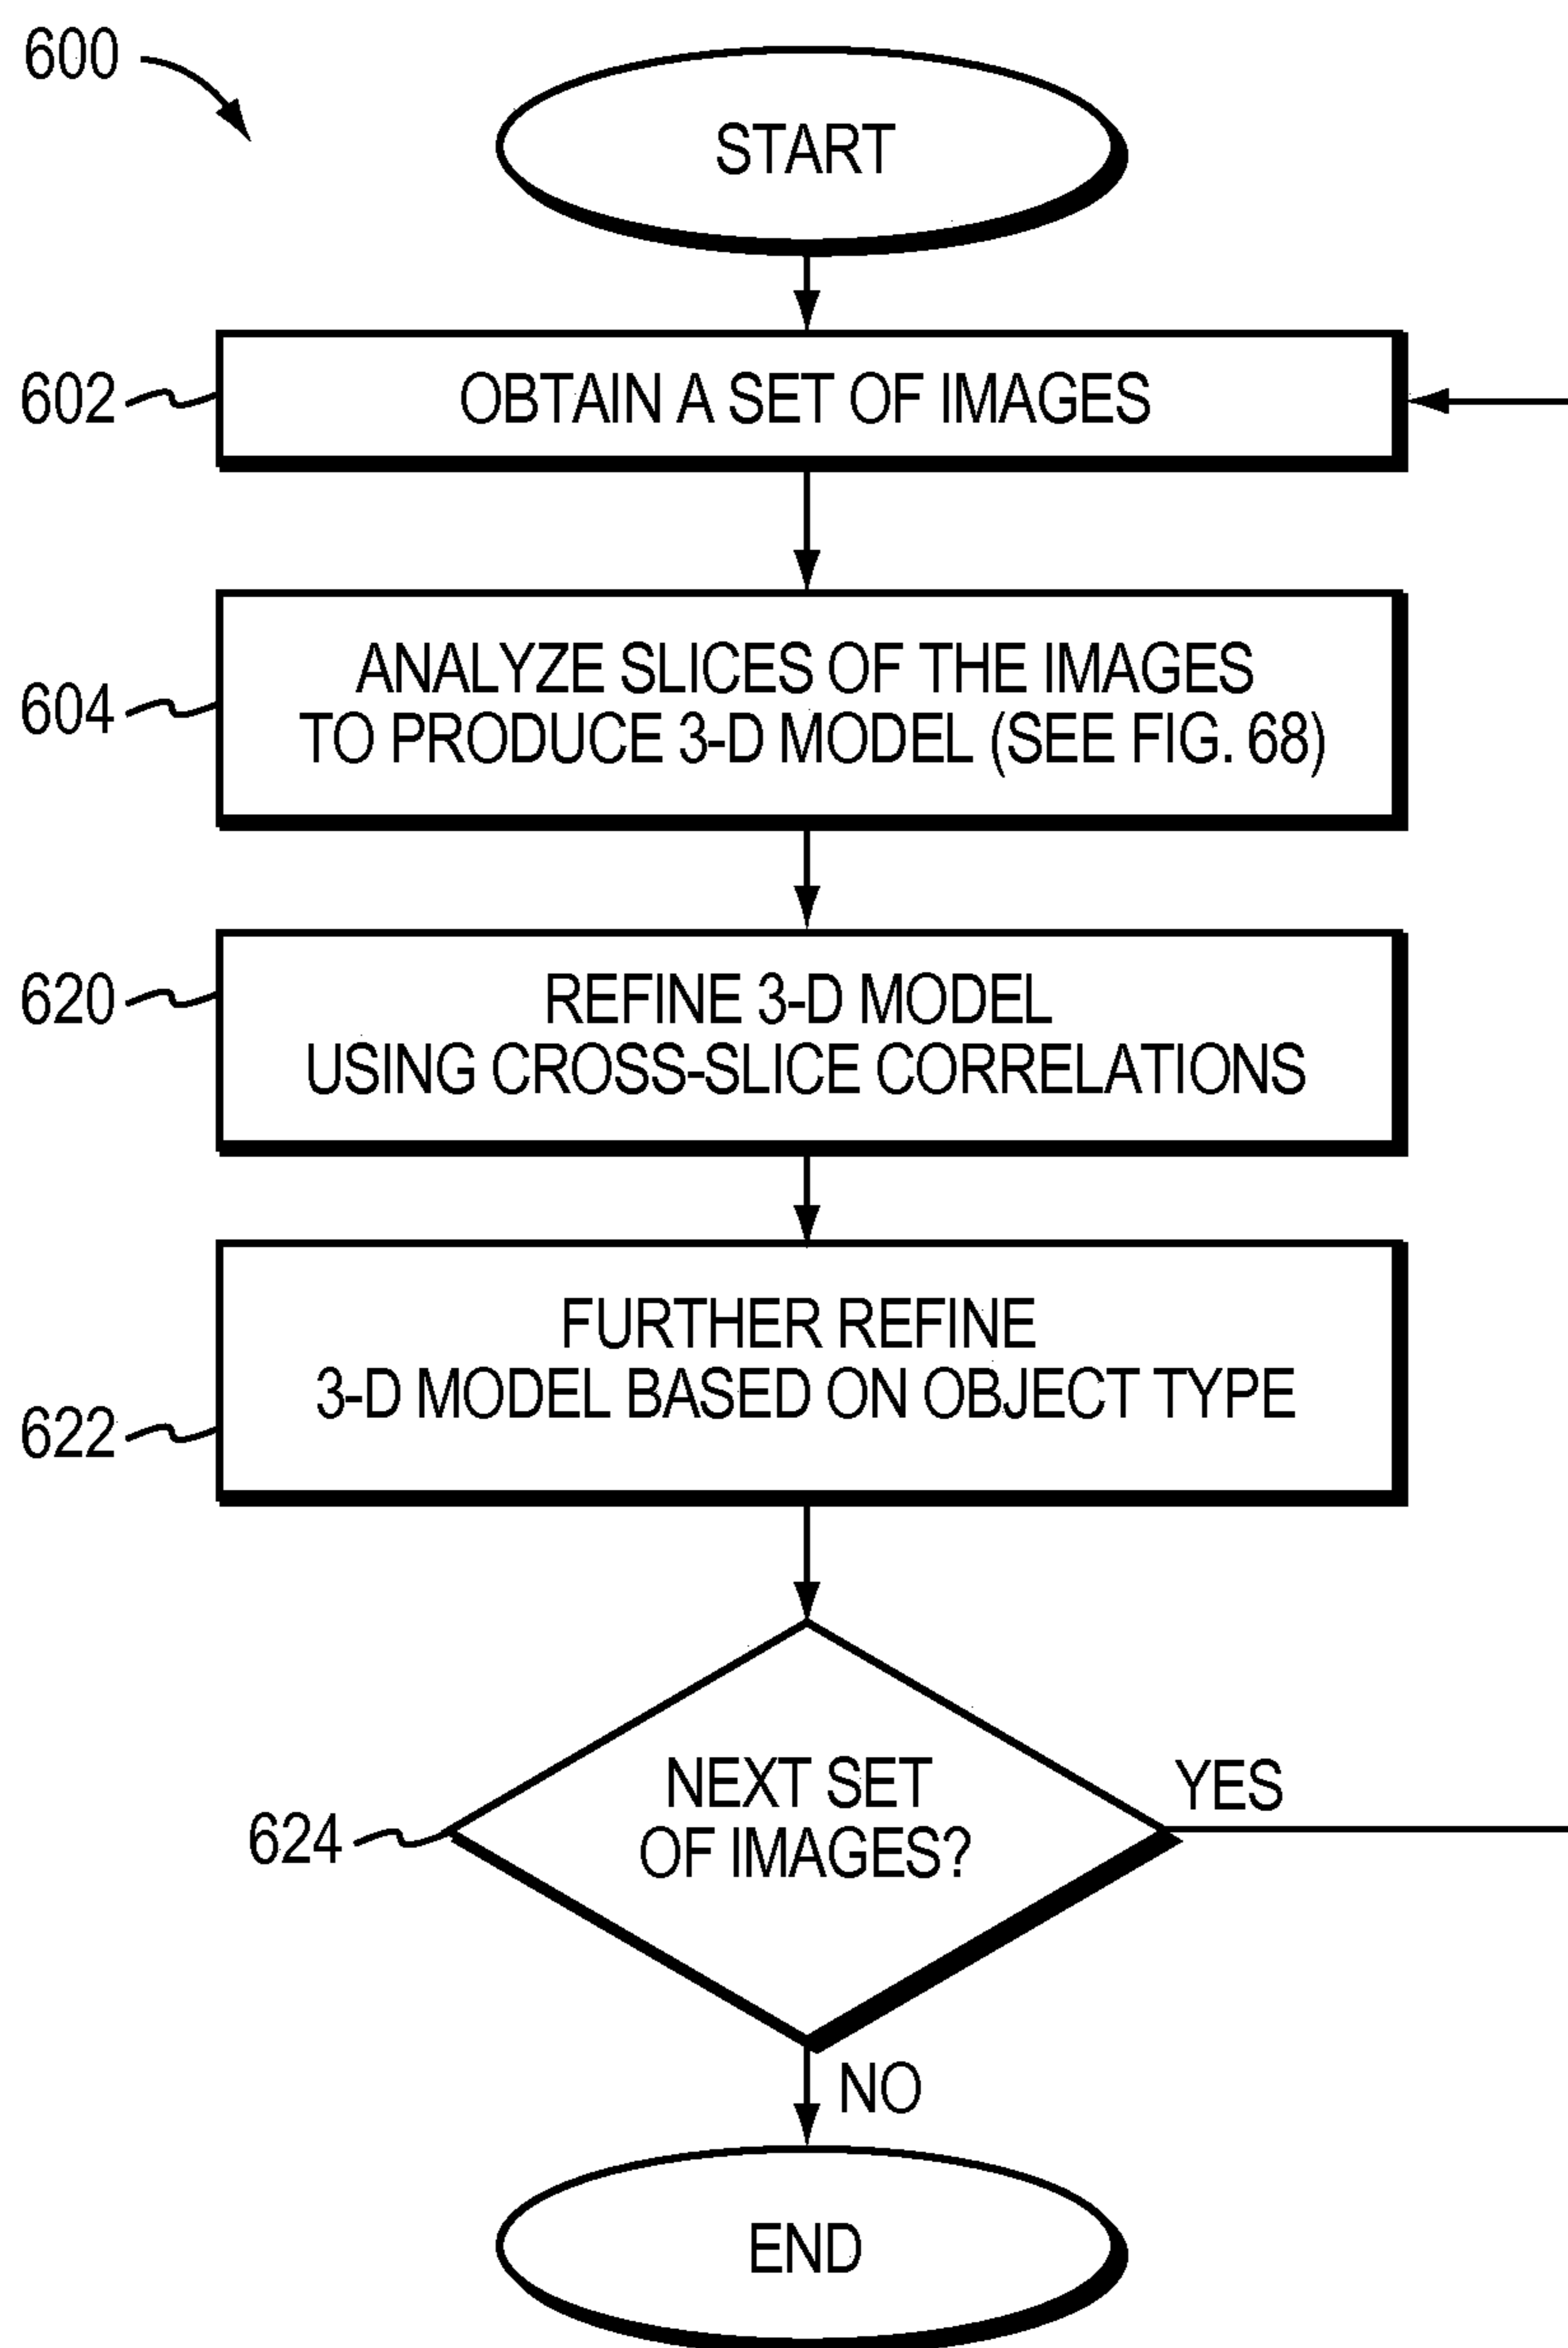 600
START
602
OBTAIN A SET OF IMAGES
604
ANALYZE SLICES OF THE IMAGES
TO PRODUCE 3-D MODEL (SEE FIG. 68)
620
REFINE 3-D MODEL
USING CROSS-SLICE CORRELATIONS
FURTHER REFINE
3-D MODEL BASED ON OBJECT TYPE
622
NEXT SET
OF IMAGES?
YES
624
NO
END